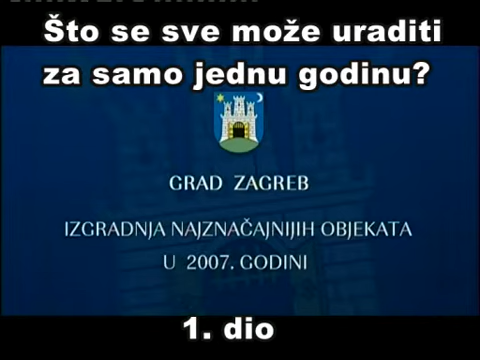 Što se sve može uraditi
za samo jednu godinu?
GRAD ZAGREB
IZGRADNJA NAJZNAČAJNIJIH OBJEKATA
U 2007. GODINI
1. dio